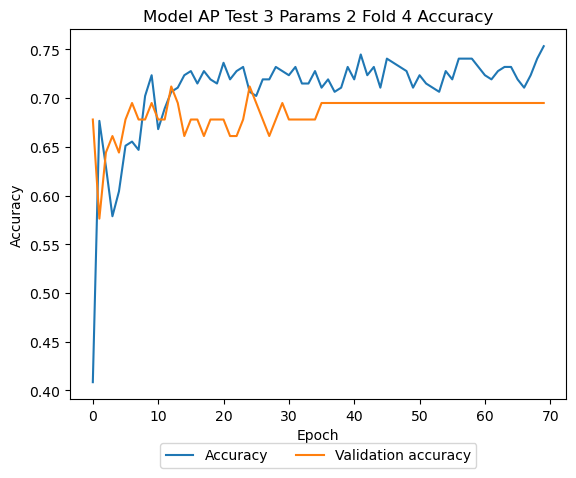 Model AP Test 3 Params 2 Fold 4 Accuracy
0.75
0.70
0.65
0.60
0.55
0.50
0.45
0.40
Accuracy
0 10 20 30 40 50 60 70
Epoch
Accuracy Validation accuracy